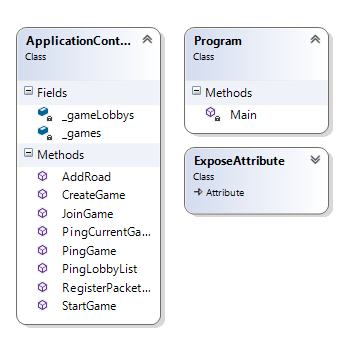 ApplicationCont...
Class
Fields
_gameLobbys
_games
Methods
AddRoad
CreateGame
JoinGame
PingCurrentGa...
PingGame
PingLobbyList
RegisterPacket...
StartGame
Program
Class
Methods
Main
ExposeAttribute
Class
Attribute